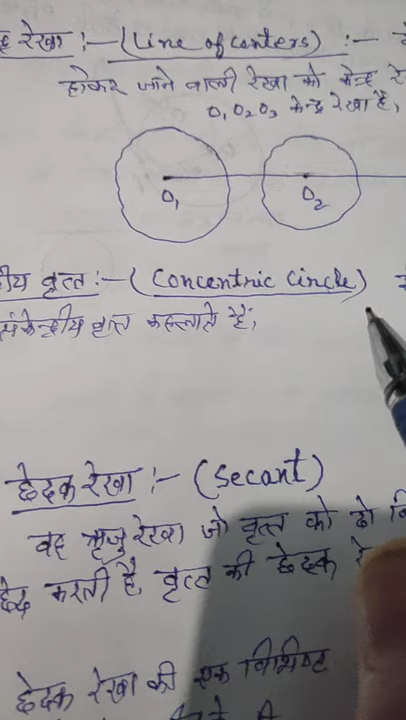 रेखा :- (Line of centers) :-
होकर जाने वाली रेखा को केन्द्र रे
O₁ O₂ O₃ केन्द्र रेखा है,
O₁ O₂
ीय वृत्त :- (Concentric Circle)
संकेन्द्रीय वृत्त कहलाते हैं,
छेदक रेखा :- (Secant)
वह ऋजु रेखा जो वृत्त को दो
छेद करती है, वृत्त की छेदक रे
छेदक रेखा की एक विशिष्ट